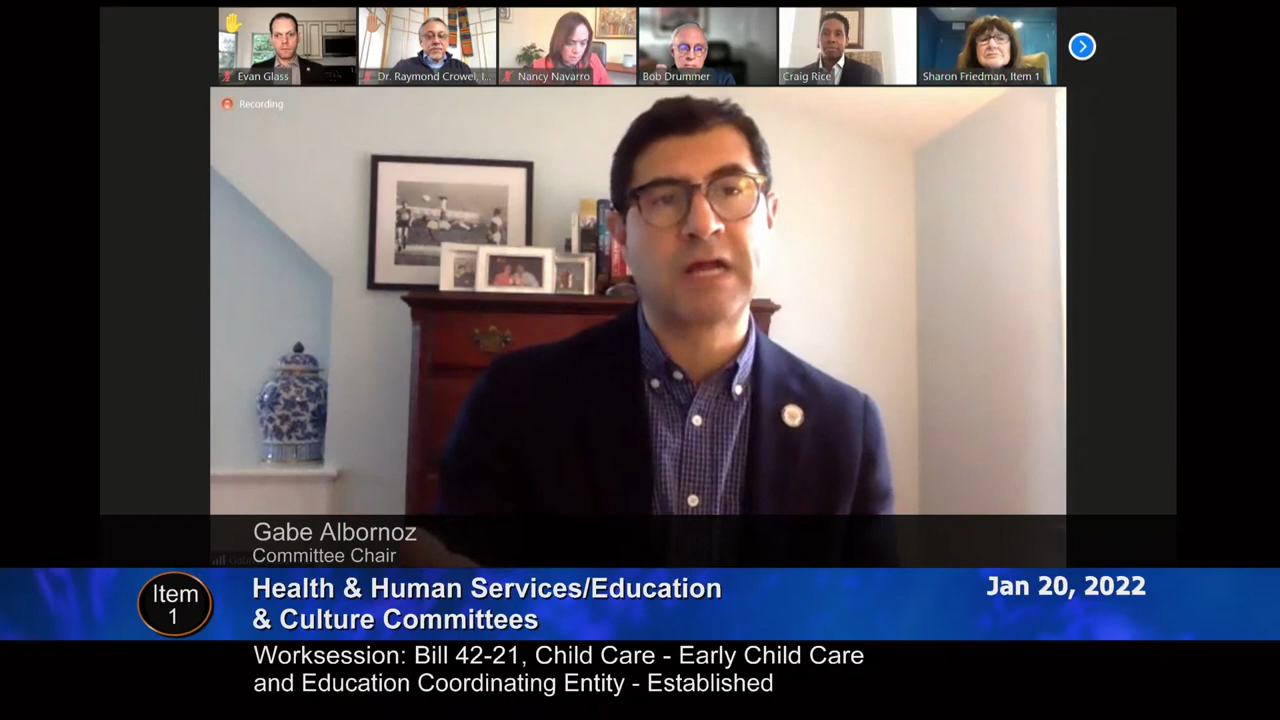 Evan Glass
Dr. Raymond Crowel, I...
Nancy Navarro
Bob Drummer
Craig Rice
Sharon Friedman, Item 1
Recording
Gabe Albornoz
Committee Chair
Item
1
Health & Human Services/Education
& Culture Committees
Jan 20, 2022
Worksession: Bill 42-21, Child Care - Early Child Care
and Education Coordinating Entity - Established